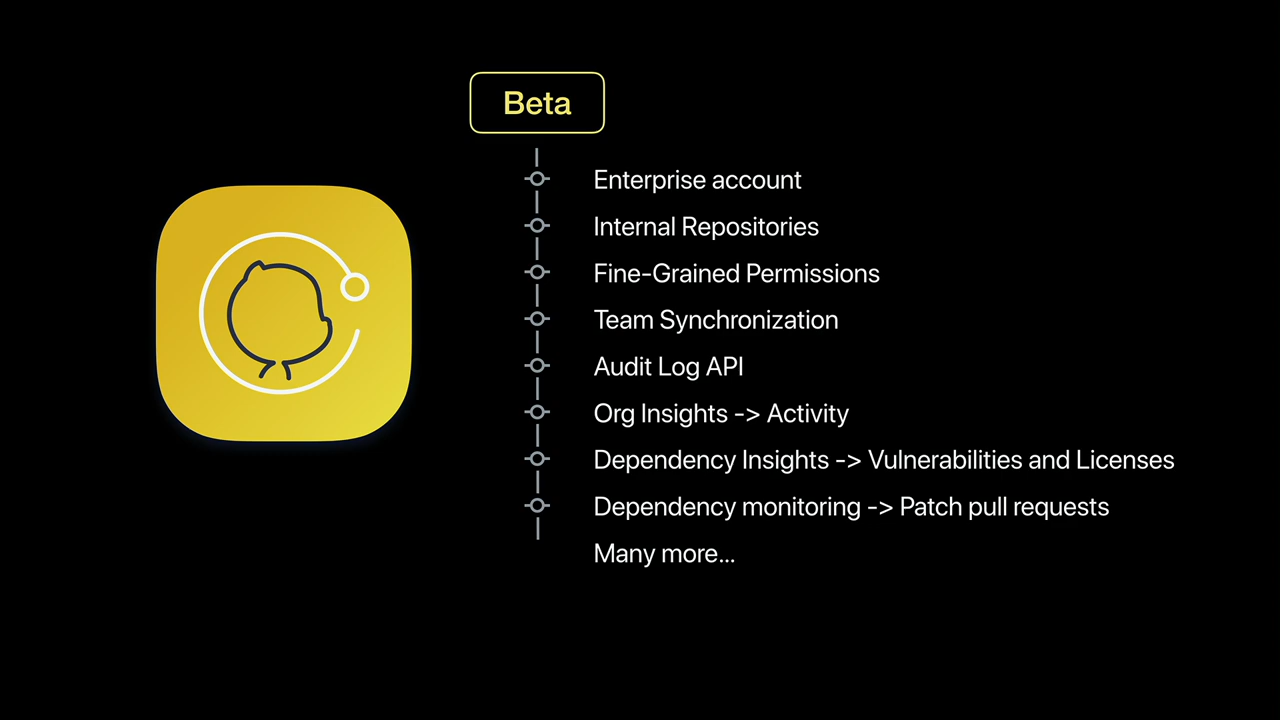 Beta
Enterprise account
Internal Repositories
Fine-Grained Permissions
Team Synchronization
Audit Log API
Org Insights -> Activity
Dependency Insights -> Vulnerabilities and Licenses
Dependency monitoring -> Patch pull requests
Many more...